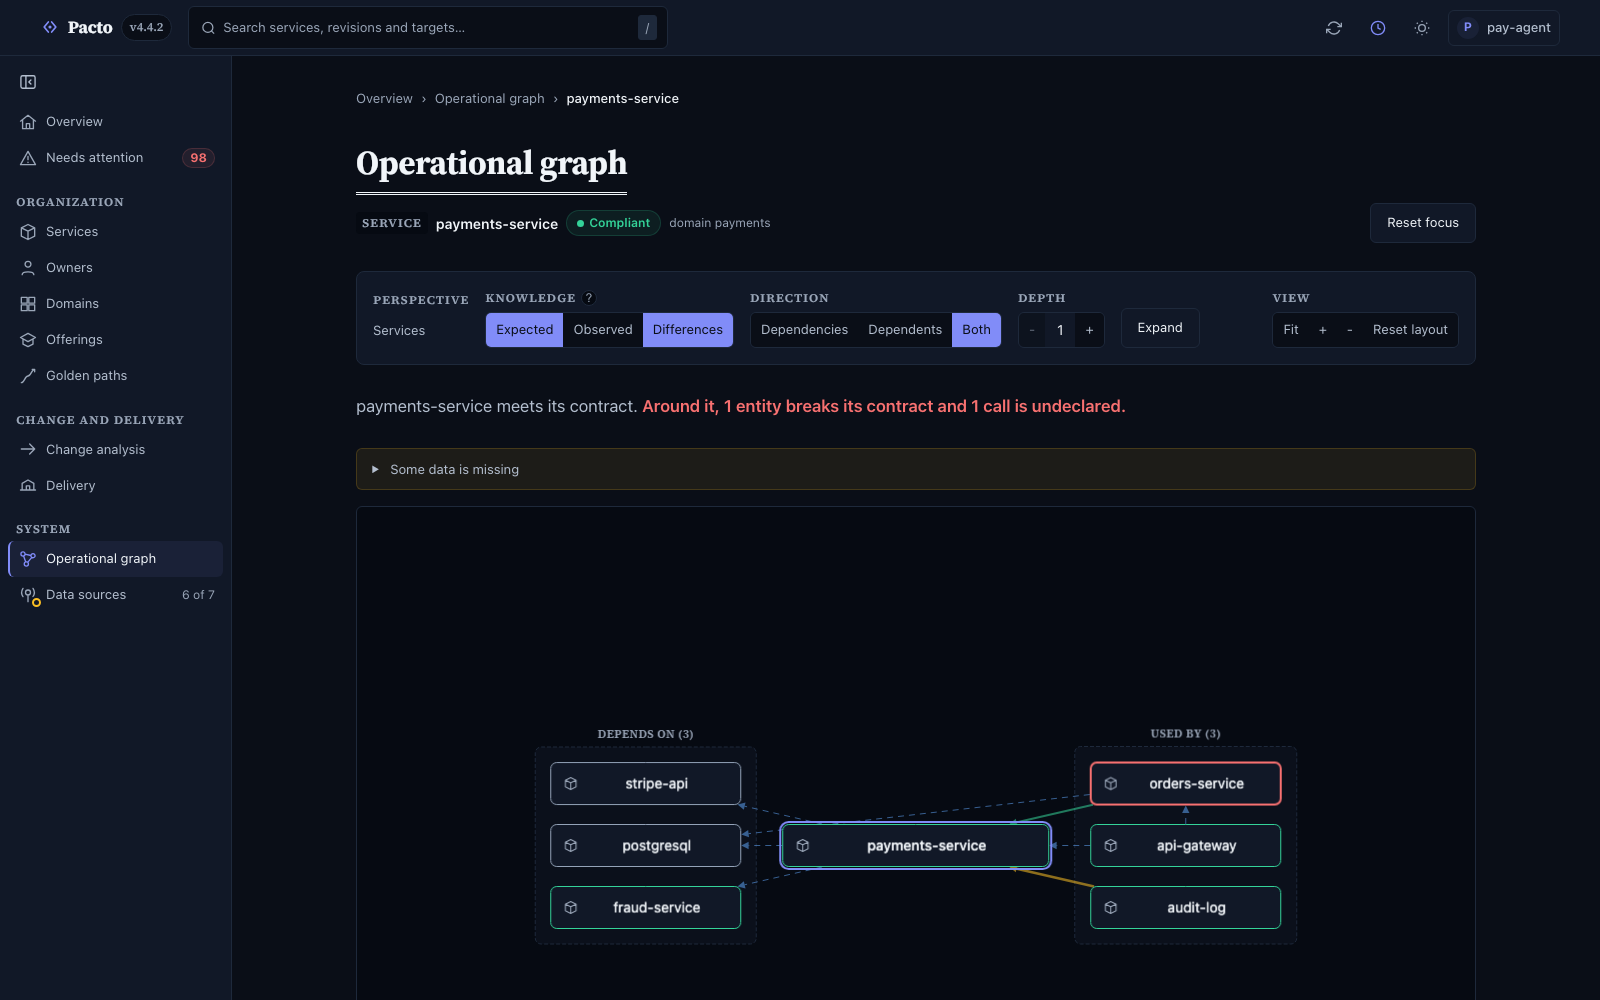 Pacto v4.4.2
Search services, revisions and targets... /
P pay-agent
Overview
Needs attention 98
ORGANIZATION
Services
Owners
Domains
Offerings
Golden paths
CHANGE AND DELIVERY
Change analysis
Delivery
SYSTEM
Operational graph
Data sources 6 of 7
Overview › Operational graph › payments-service
Operational graph
SERVICE payments-service Compliant domain payments
Reset focus
PERSPECTIVE
Services
KNOWLEDGE ?
Expected Observed Differences
DIRECTION
Dependencies Dependents Both
DEPTH
- 1 +
Expand
VIEW
Fit + - Reset layout
payments-service meets its contract. Around it, 1 entity breaks its contract and 1 call is undeclared.
Some data is missing
DEPENDS ON (3)
stripe-api
postgresql
fraud-service
payments-service
USED BY (3)
orders-service
api-gateway
audit-log